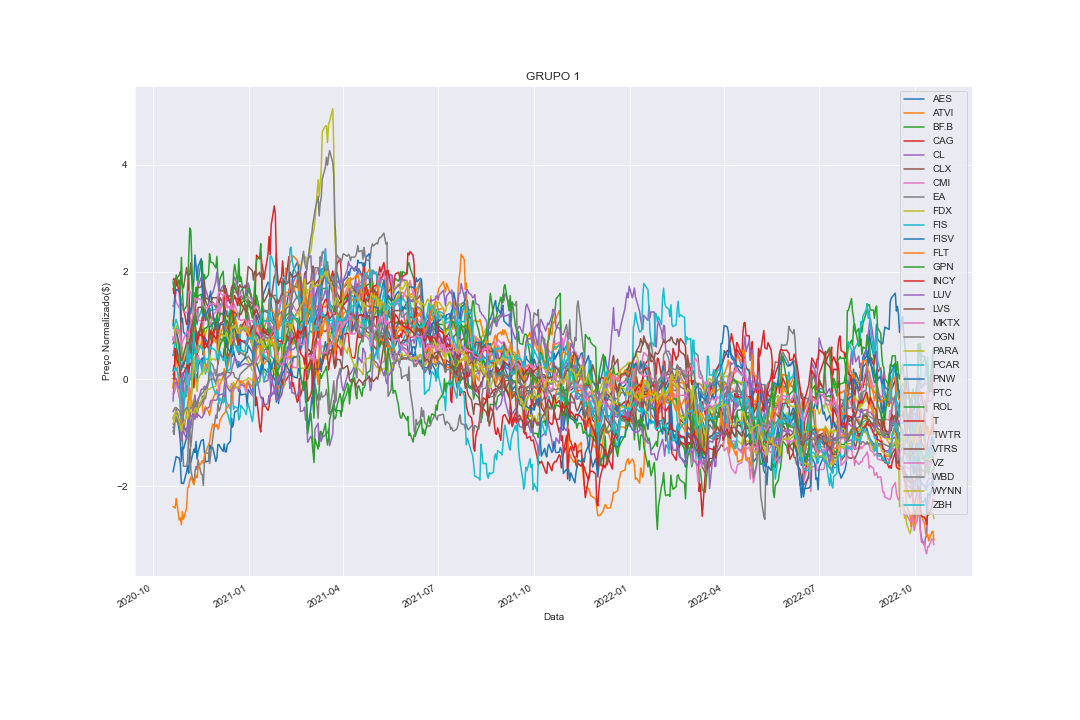 GRUPO 1
Preço Normalizado($)
4
2
0
−2
2020-10
2021-01
2021-04
2021-07
2021-10
2022-01
2022-04
2022-07
2022-10
Data
AES
ATVI
BF.B
CAG
CL
CLX
CMI
EA
FDX
FIS
FISV
FLT
GPN
INCY
LUV
LVS
MKTX
OGN
PARA
PCAR
PNW
PTC
ROL
T
TWTR
VTRS
VZ
WBD
WYNN
ZBH